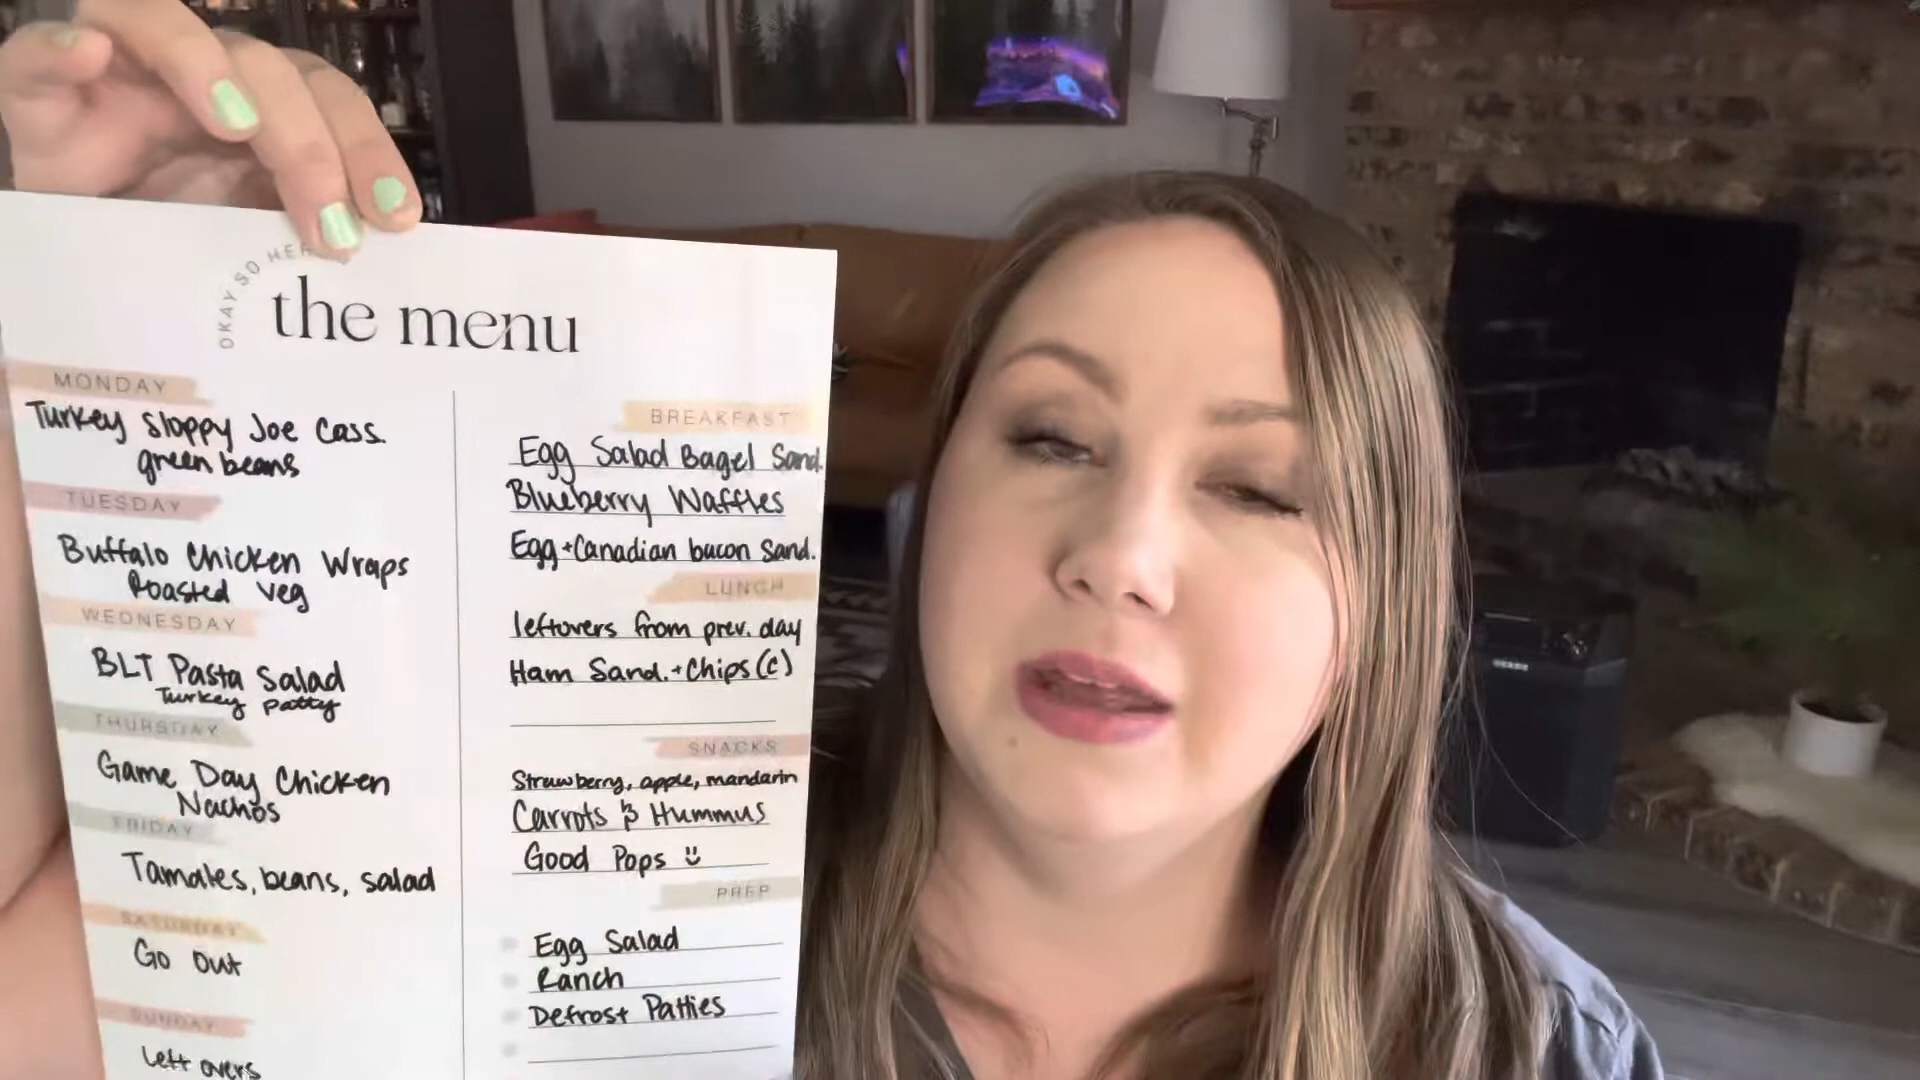 OKAY SO HER
the menu
MONDAY
Turkey Sloppy Joe Cass.
green beans
TUESDAY
Buffalo Chicken Wraps
Roasted Veg
WEDNESDAY
BLT Pasta Salad
Turkey patty
THURSDAY
Game Day Chicken
Nachos
FRIDAY
Tamales, beans, salad
SATURDAY
Go out
SUNDAY
Left overs
BREAKFAST
Egg Salad Bagel Sand.
Blueberry Waffles
Egg + Canadian bacon sand.
LUNCH
leftovers from prev. day
Ham Sand. + Chips (C)
SNACKS
Strawberry, apple, mandarin
Carrots & Hummus
Good Pops
PREP
Egg Salad
Ranch
Defrost Patties